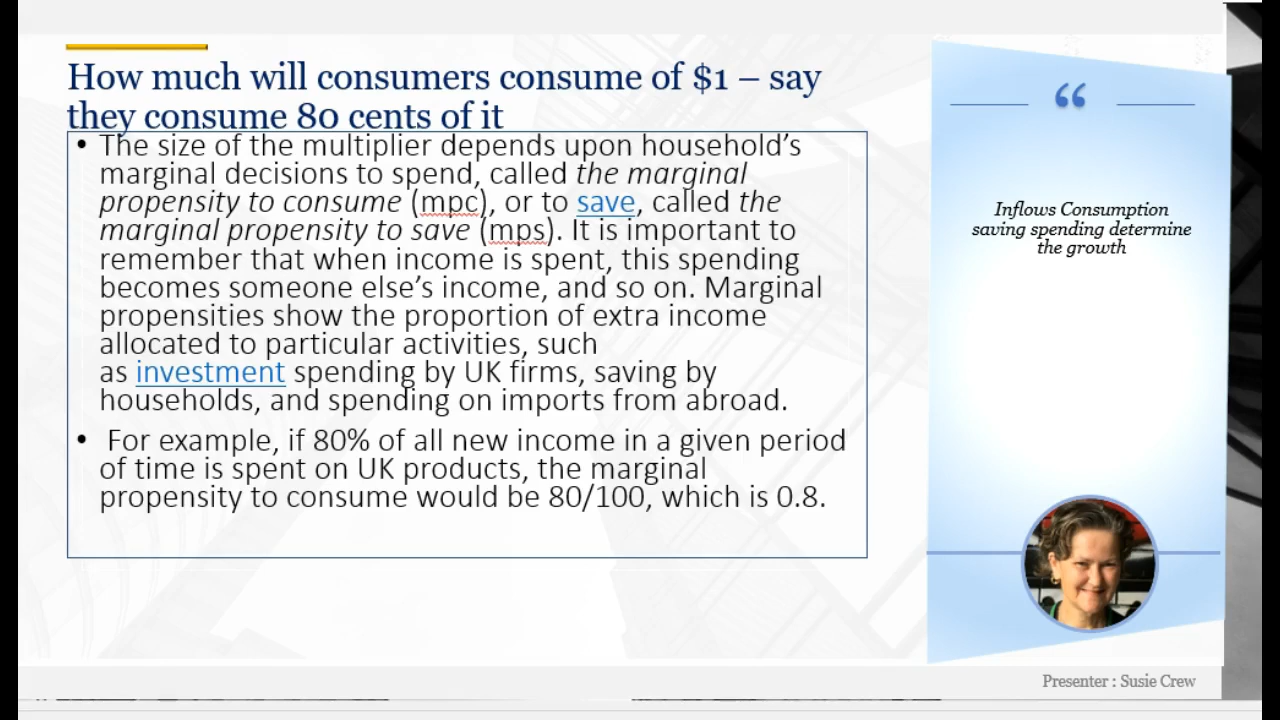 How much will consumers consume of $1 – say
they consume 80 cents of it
• The size of the multiplier depends upon household’s
marginal decisions to spend, called the marginal
propensity to consume (mpc), or to save, called the
marginal propensity to save (mps). It is important to
remember that when income is spent, this spending
becomes someone else’s income, and so on. Marginal
propensities show the proportion of extra income
allocated to particular activities, such
as investment spending by UK firms, saving by
households, and spending on imports from abroad.
• For example, if 80% of all new income in a given period
of time is spent on UK products, the marginal
propensity to consume would be 80/100, which is 0.8.
“
Inflows Consumption
saving spending determine
the growth
Presenter : Susie Crew